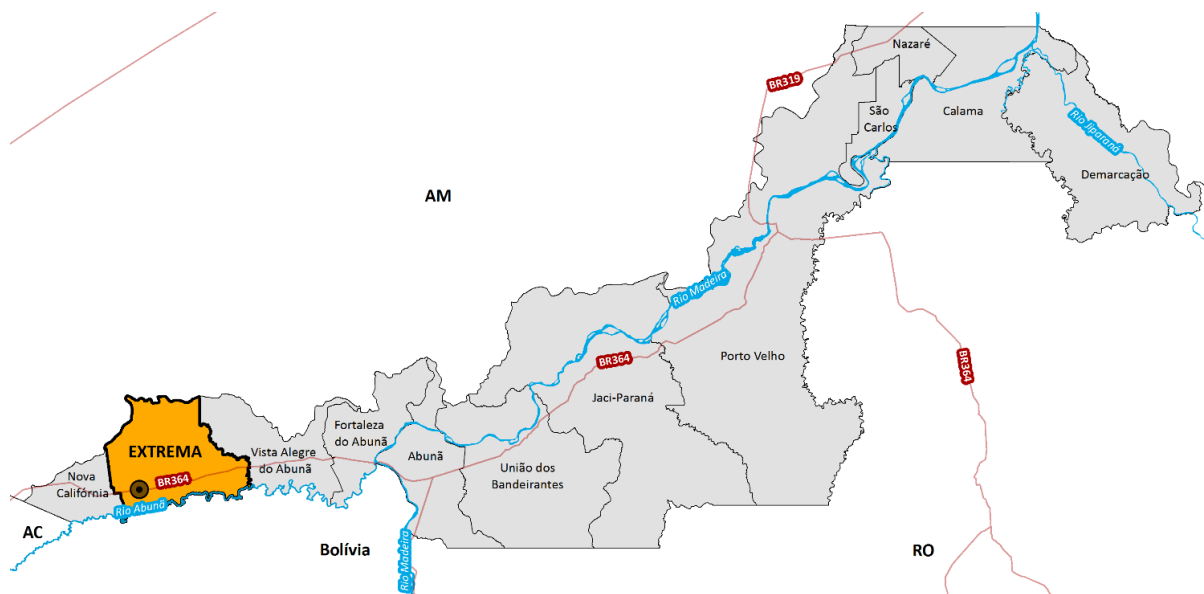 Nazaré
BR319
São
Carlos
Calama
Rio Jiparaná
Demarcação
AM
Rio Madeira
BR364
Porto Velho
BR364
Jaci-Paraná
Fortaleza
do Abunã
EXTREMA
Vista Alegre
do Abunã
Abunã
União dos
Bandeirantes
Nova
Califórnia
BR364
Rio Abunã
AC
Bolívia
Rio Madeira
RO